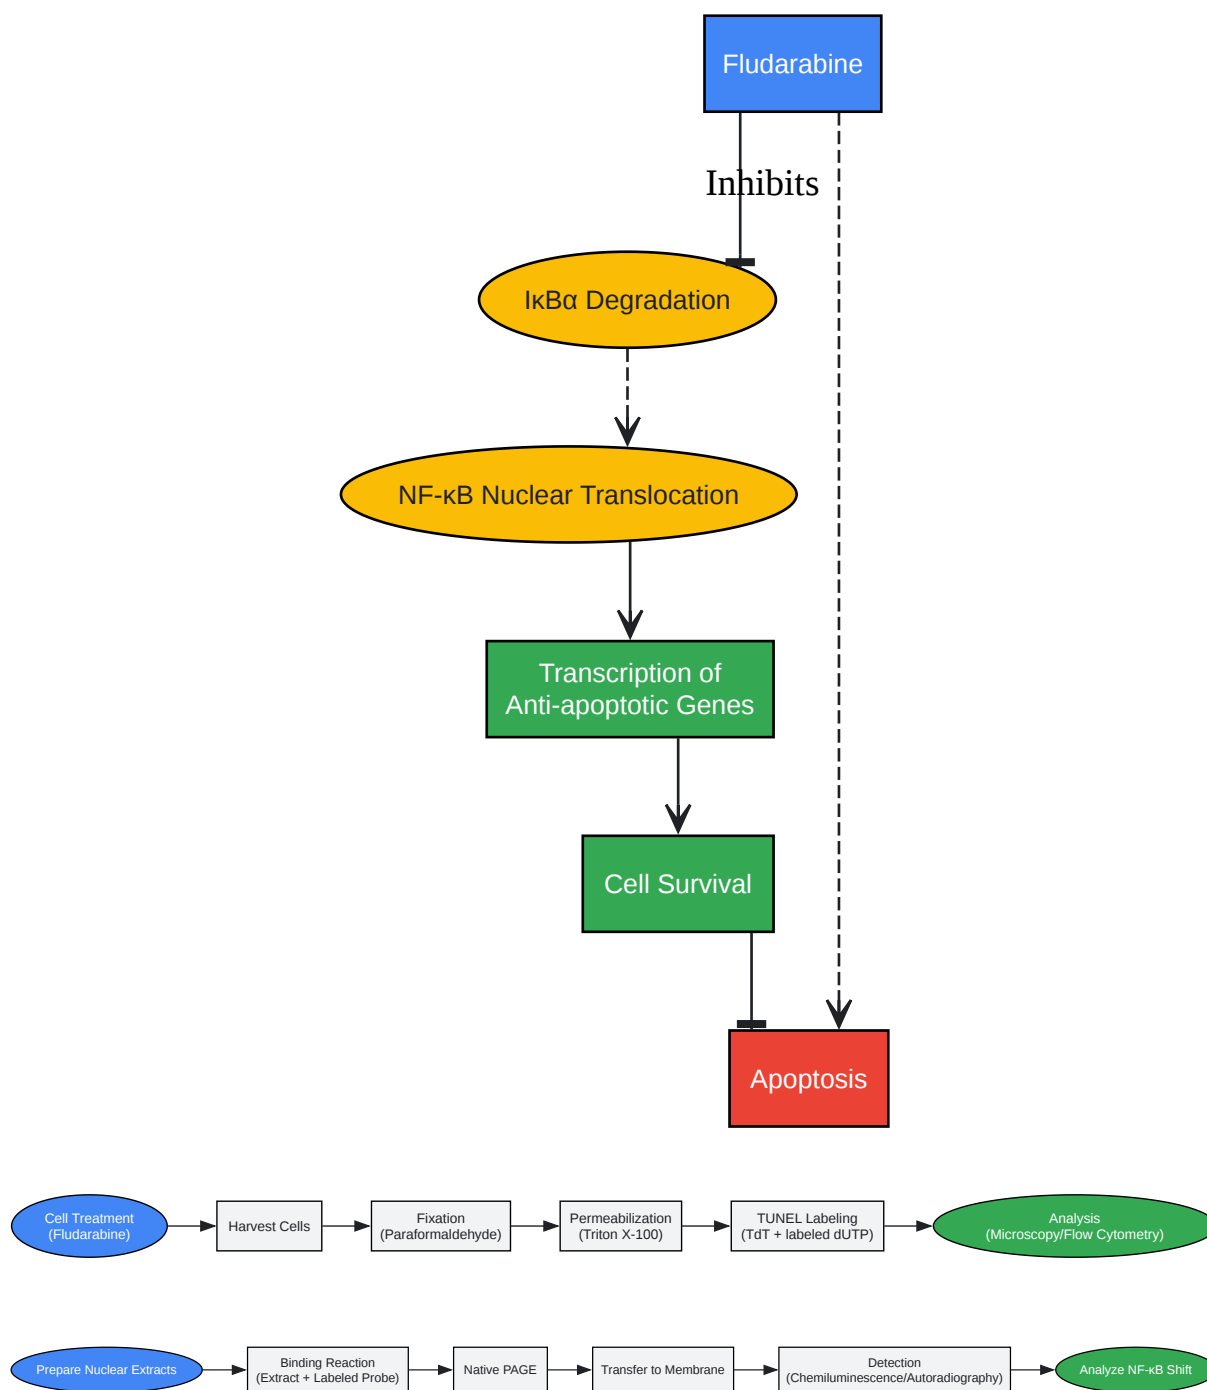 Fludarabine
Inhibits
IκBα Degradation
NF-κB Nuclear Translocation
Transcription of
Anti-apoptotic Genes
Cell Survival
Apoptosis
Cell Treatment
(Fludarabine)
Harvest Cells
Fixation
(Paraformaldehyde)
Permeabilization
(Triton X-100)
TUNEL Labeling
(TdT + labeled dUTP)
Analysis
(Microscopy/Flow Cytometry)
Prepare Nuclear Extracts
Binding Reaction
(Extract + Labeled Probe)
Native PAGE
Transfer to Membrane
Detection
(Chemiluminescence/Autoradiography)
Analyze NF-κB Shift